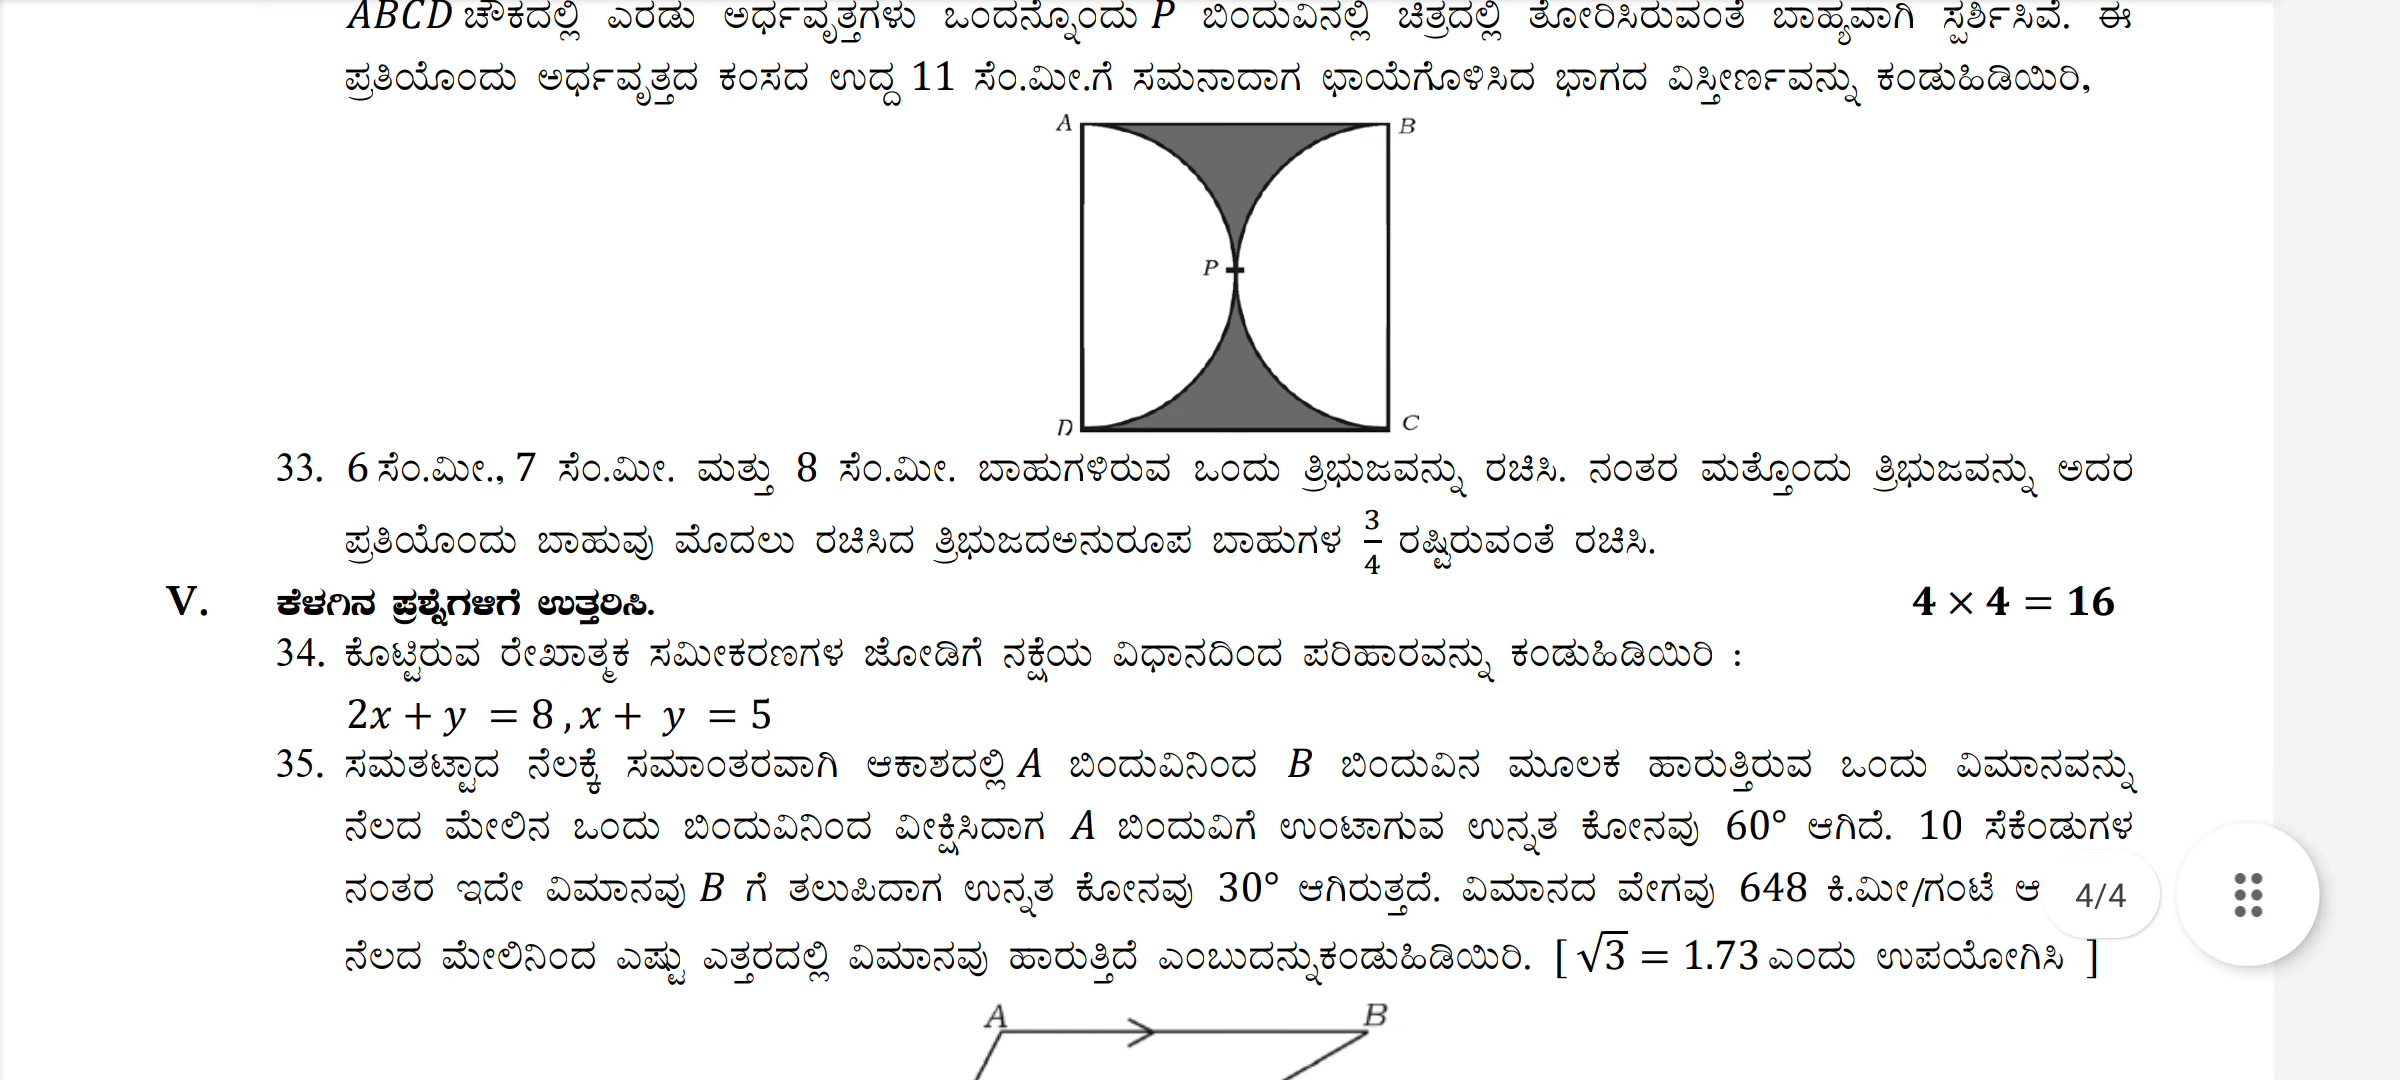 ABCD ಚೌಕದಲ್ಲಿ ಎರಡು ಅರ್ಧವೃತ್ತಗಳು ಒಂದನ್ನೊಂದು P ಬಿಂದುವಿನಲ್ಲಿ ಚಿತ್ರದಲ್ಲಿ ತೋರಿಸಿರುವಂತೆ ಬಾಹ್ಯವಾಗಿ ಸ್ಪರ್ಶಿಸಿವೆ. ಈ
ಪ್ರತಿಯೊಂದು ಅರ್ಧವೃತ್ತದ ಕಂಸದ ಉದ್ದ 11 ಸೆಂ.ಮೀ.ಗೆ ಸಮನಾದಾಗ ಛಾಯೆಗೊಳಿಸಿದ ಭಾಗದ ವಿಸ್ತೀರ್ಣವನ್ನು ಕಂಡುಹಿಡಿಯಿರಿ,
A B
P
D C
33. 6 ಸೆಂ.ಮೀ., 7 ಸೆಂ.ಮೀ. ಮತ್ತು 8 ಸೆಂ.ಮೀ. ಬಾಹುಗಳಿರುವ ಒಂದು ತ್ರಿಭುಜವನ್ನು ರಚಿಸಿ. ನಂತರ ಮತ್ತೊಂದು ತ್ರಿಭುಜವನ್ನು ಅದರ
ಪ್ರತಿಯೊಂದು ಬಾಹುವು ಮೊದಲು ರಚಿಸಿದ ತ್ರಿಭುಜದಅನುರೂಪ ಬಾಹುಗಳ 3/4 ರಷ್ಟಿರುವಂತೆ ರಚಿಸಿ.
V. ಕೆಳಗಿನ ಪ್ರಶ್ನೆಗಳಿಗೆ ಉತ್ತರಿಸಿ. 4 × 4 = 16
34. ಕೊಟ್ಟಿರುವ ರೇಖಾತ್ಮಕ ಸಮೀಕರಣಗಳ ಜೋಡಿಗೆ ನಕ್ಷೆಯ ವಿಧಾನದಿಂದ ಪರಿಹಾರವನ್ನು ಕಂಡುಹಿಡಿಯಿರಿ :
2x + y = 8 , x + y = 5
35. ಸಮತಟ್ಟಾದ ನೆಲಕ್ಕೆ ಸಮಾಂತರವಾಗಿ ಆಕಾಶದಲ್ಲಿ A ಬಿಂದುವಿನಿಂದ B ಬಿಂದುವಿನ ಮೂಲಕ ಹಾರುತ್ತಿರುವ ಒಂದು ವಿಮಾನವನ್ನು
ನೆಲದ ಮೇಲಿನ ಒಂದು ಬಿಂದುವಿನಿಂದ ವೀಕ್ಷಿಸಿದಾಗ A ಬಿಂದುವಿಗೆ ಉಂಟಾಗುವ ಉನ್ನತ ಕೋನವು 60° ಆಗಿದೆ. 10 ಸೆಕೆಂಡುಗಳ
ನಂತರ ಇದೇ ವಿಮಾನವು B ಗೆ ತಲುಪಿದಾಗ ಉನ್ನತ ಕೋನವು 30° ಆಗಿರುತ್ತದೆ. ವಿಮಾನದ ವೇಗವು 648 ಕಿ.ಮೀ/ಗಂಟೆ ಆ 4/4
ನೆಲದ ಮೇಲಿನಿಂದ ಎಷ್ಟು ಎತ್ತರದಲ್ಲಿ ವಿಮಾನವು ಹಾರುತ್ತಿದೆ ಎಂಬುದನ್ನುಕಂಡುಹಿಡಿಯಿರಿ. [ √3 = 1.73 ಎಂದು ಉಪಯೋಗಿಸಿ ]
A B